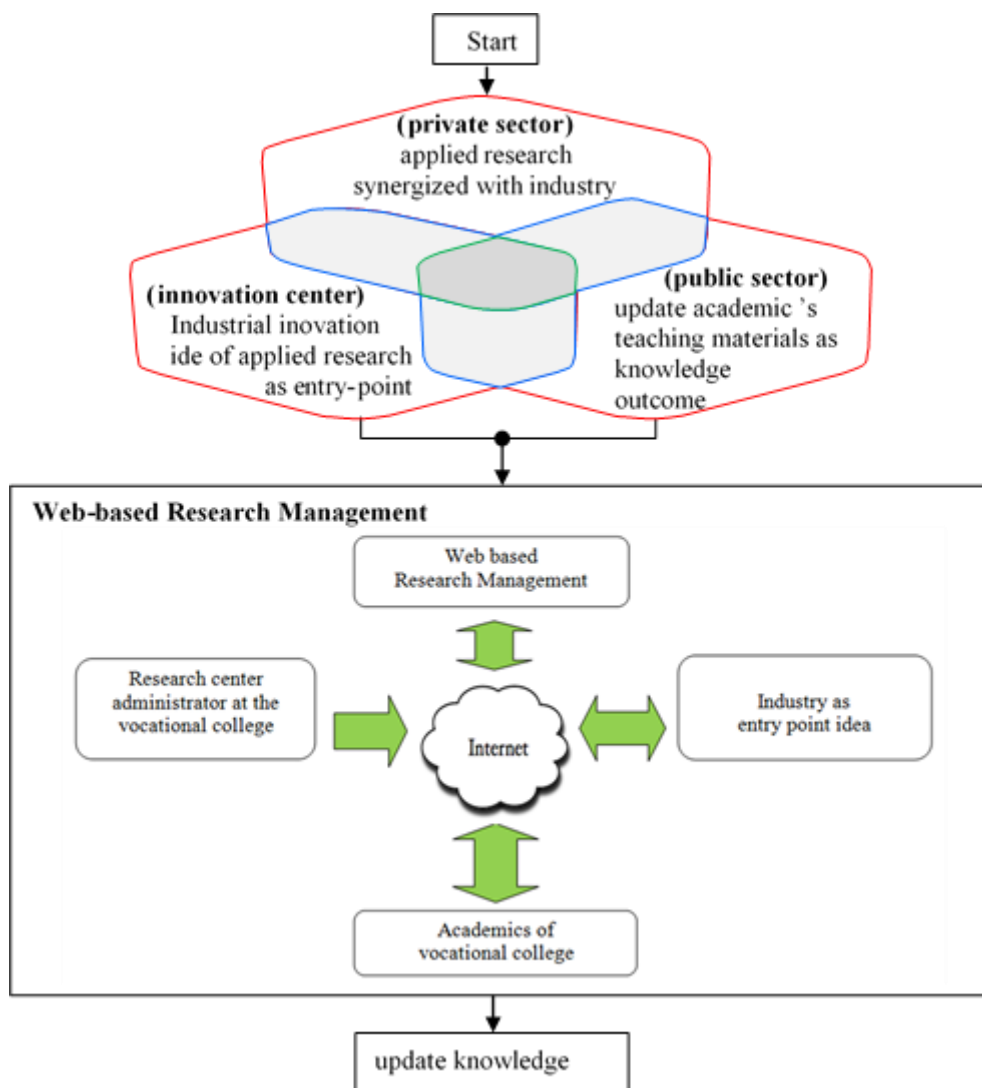 Start
(private sector)
applied research
synergized with industry
(innovation center)
Industrial inovation
ide of applied research
as entry-point
(public sector)
update academic 's
teaching materials as
knowledge
outcome
Web-based Research Management
Web based
Research Management
Research center
administrator at the
vocational college
Internet
Industry as
entry point idea
Academics of
vocational college
update knowledge